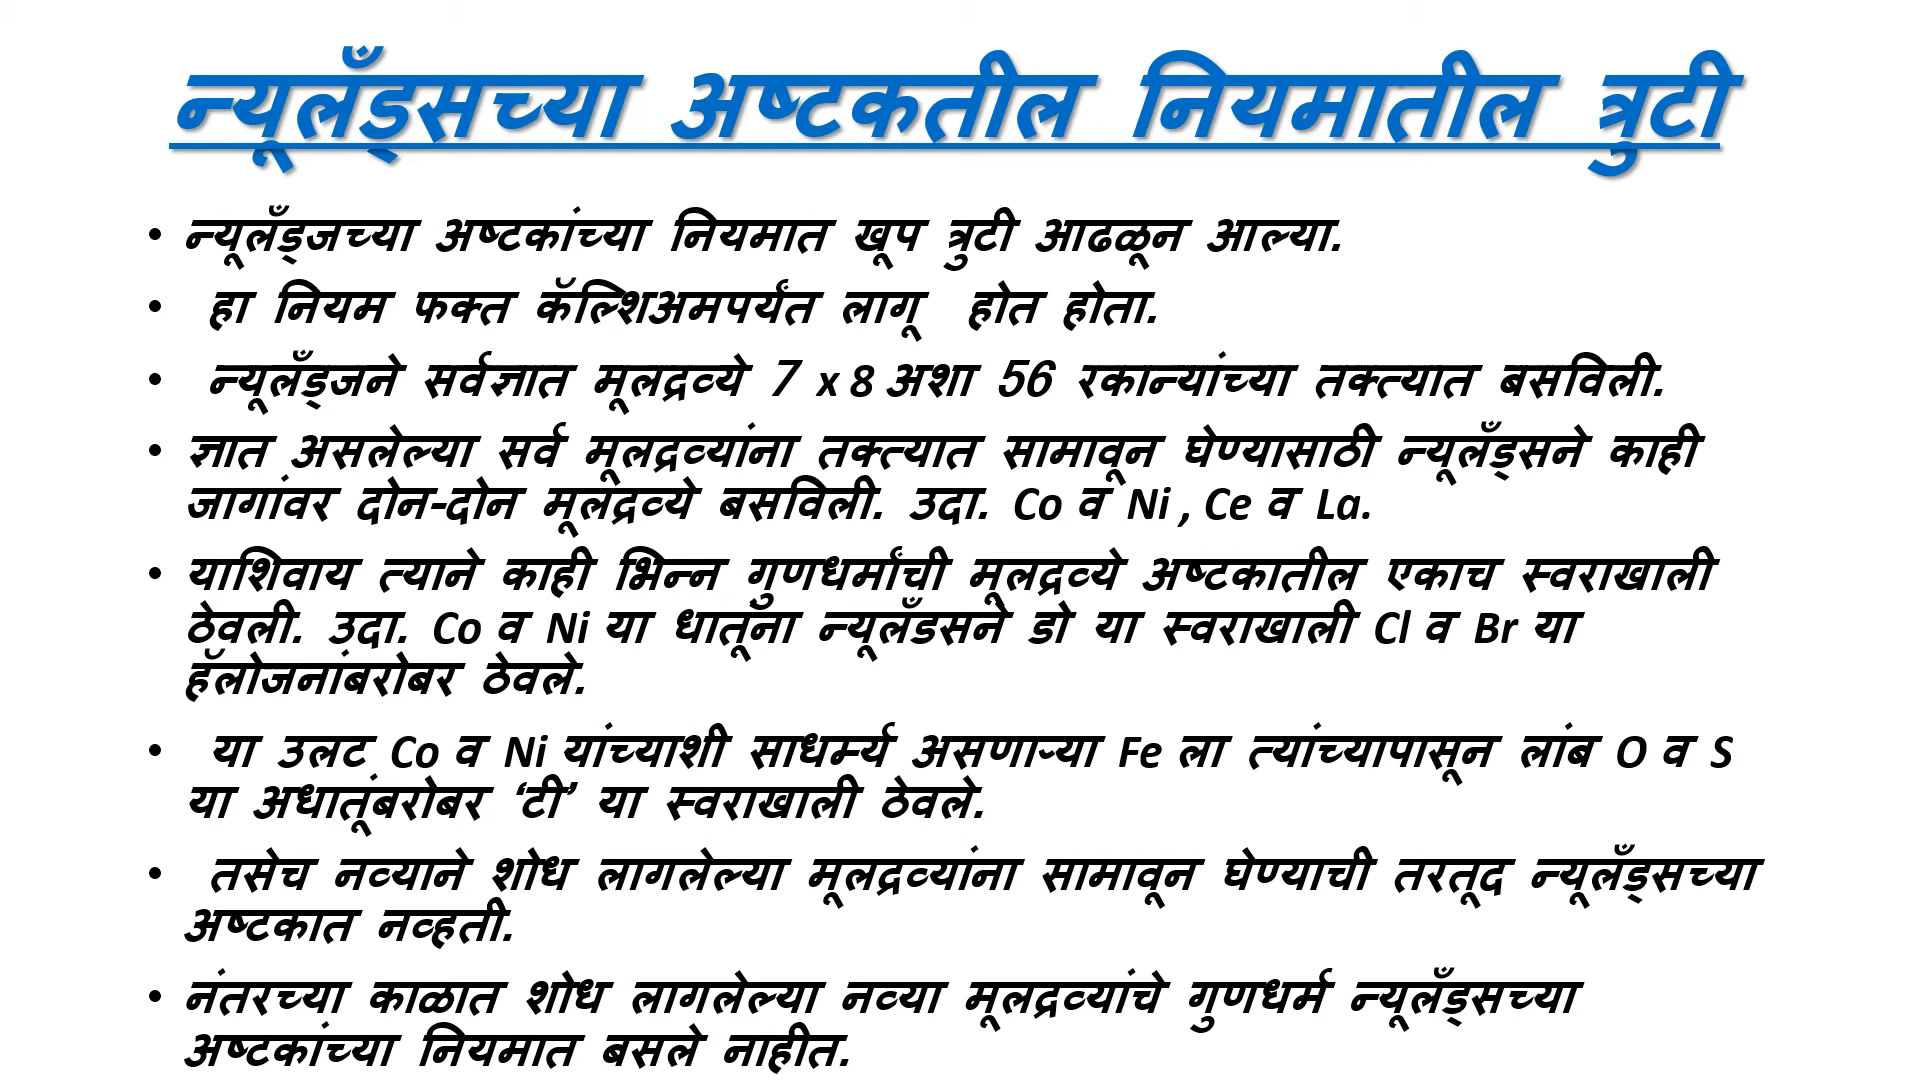 न्यूलँड्सच्या अष्टकतील नियमातील त्रुटी
• न्यूलँड्जच्या अष्टकांच्या नियमात खूप त्रुटी आढळून आल्या.
• हा नियम फक्त कॅल्शिअमपर्यंत लागू होत होता.
• न्यूलँड्जने सर्वज्ञात मूलद्रव्ये 7 x 8 अशा 56 रकान्यांच्या तक्त्यात बसविली.
• ज्ञात असलेल्या सर्व मूलद्रव्यांना तक्त्यात सामावून घेण्यासाठी न्यूलँड्सने काही
जागांवर दोन-दोन मूलद्रव्ये बसविली. उदा. Co व Ni , Ce व La.
• याशिवाय त्याने काही भिन्न गुणधर्मांची मूलद्रव्ये अष्टकातील एकाच स्वराखाली
ठेवली. उदा. Co व Ni या धातूंना न्यूलँडसने डो या स्वराखाली Cl व Br या
हॅलोजनांबरोबर ठेवले.
• या उलट Co व Ni यांच्याशी साधर्म्य असणाऱ्या Fe ला त्यांच्यापासून लांब O व S
या अधातूंबरोबर ‘टी’ या स्वराखाली ठेवले.
• तसेच नव्याने शोध लागलेल्या मूलद्रव्यांना सामावून घेण्याची तरतूद न्यूलँड्सच्या
अष्टकात नव्हती.
• नंतरच्या काळात शोध लागलेल्या नव्या मूलद्रव्यांचे गुणधर्म न्यूलँड्सच्या
अष्टकांच्या नियमात बसले नाहीत.